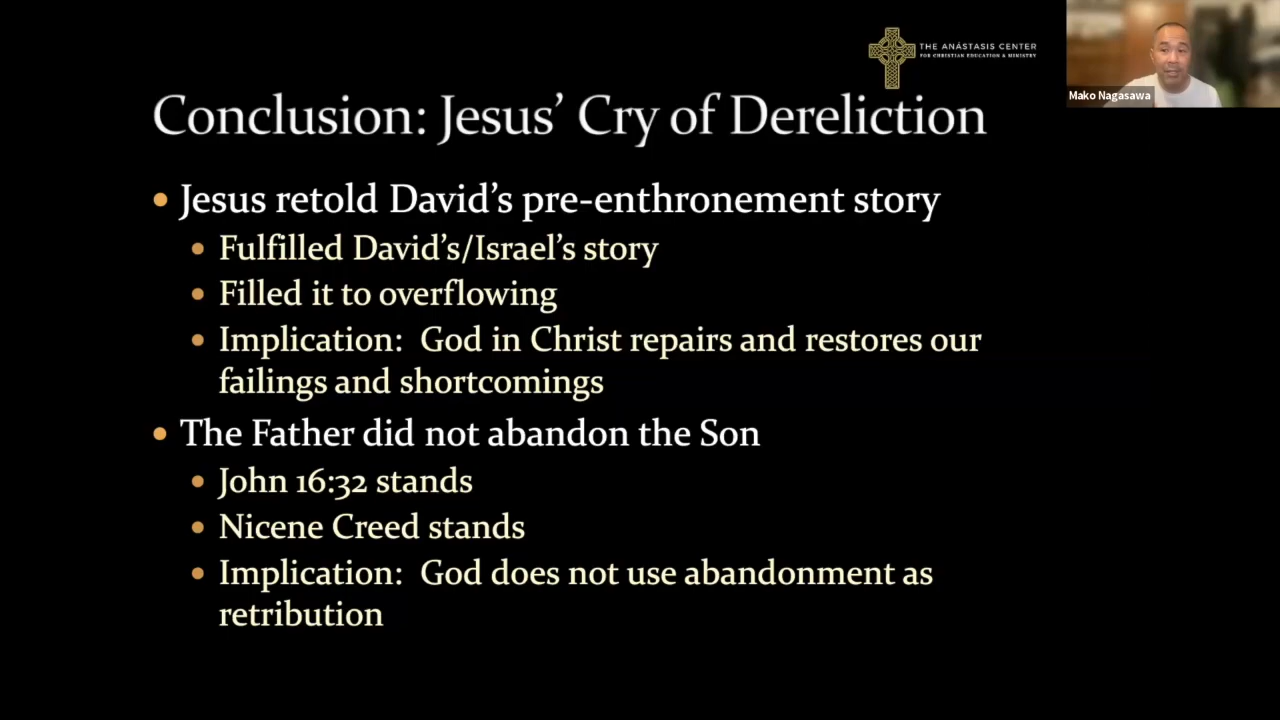 THE ANÁSTASIS CENTER
FOR CHRISTIAN EDUCATION & MINISTRY
Mako Nagasawa
Conclusion: Jesus’ Cry of Dereliction
• Jesus retold David’s pre-enthronement story
• Fulfilled David’s/Israel’s story
• Filled it to overflowing
• Implication:  God in Christ repairs and restores our
failings and shortcomings
• The Father did not abandon the Son
• John 16:32 stands
• Nicene Creed stands
• Implication:  God does not use abandonment as
retribution